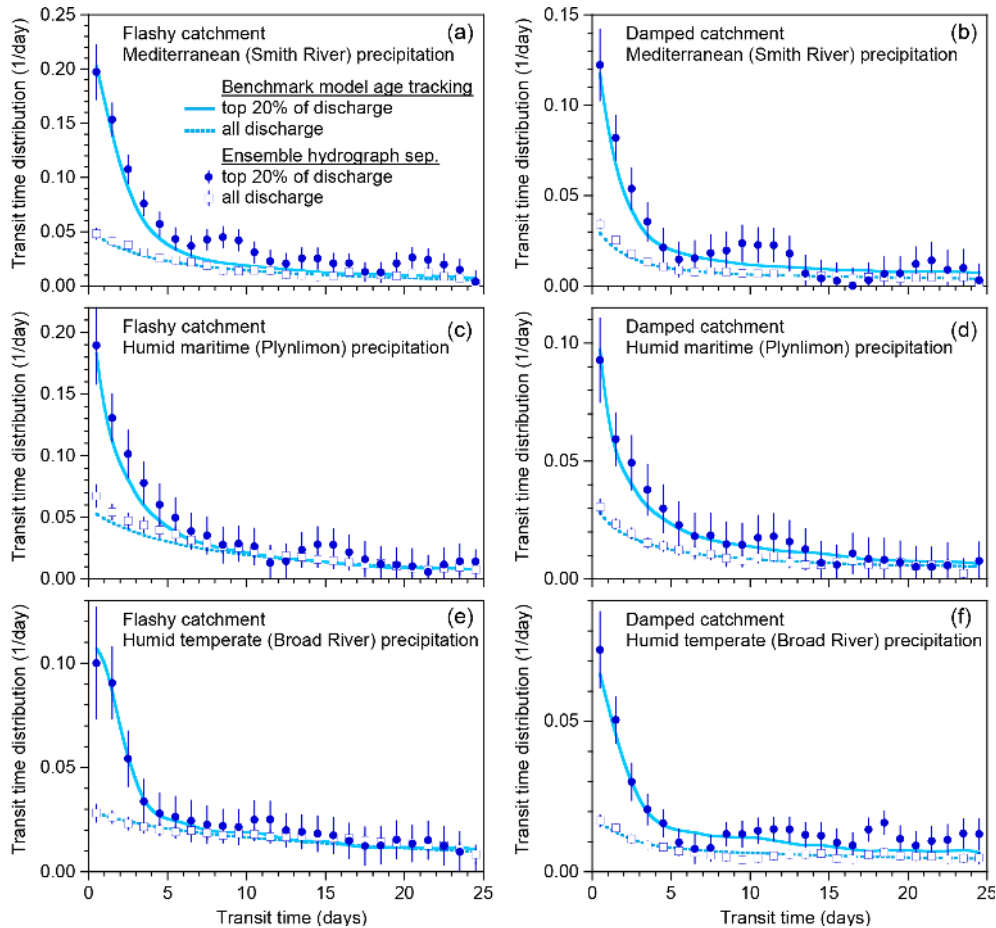 Transit time distribution (1/day)
0.25
0.20
0.15
0.10
0.05
0.00
Flashy catchment
(a)
Mediterranean (Smith River) precipitation
Benchmark model age tracking
top 20% of discharge
all discharge
Ensemble hydrograph sep.
top 20% of discharge
all discharge
Transit time distribution (1/day)
0.15
0.10
0.05
0.00
Damped catchment
(b)
Mediterranean (Smith River) precipitation
Transit time distribution (1/day)
0.20
0.15
0.10
0.05
0.00
Flashy catchment
(c)
Humid maritime (Plynlimon) precipitation
Transit time distribution (1/day)
0.10
0.05
0.00
Damped catchment
(d)
Humid maritime (Plynlimon) precipitation
Transit time distribution (1/day)
0.10
0.05
0.00
Flashy catchment
(e)
Humid temperate (Broad River) precipitation
0 5 10 15 20 25
Transit time (days)
Transit time distribution (1/day)
0.05
0.00
Damped catchment
(f)
Humid temperate (Broad River) precipitation
0 5 10 15 20 25
Transit time (days)